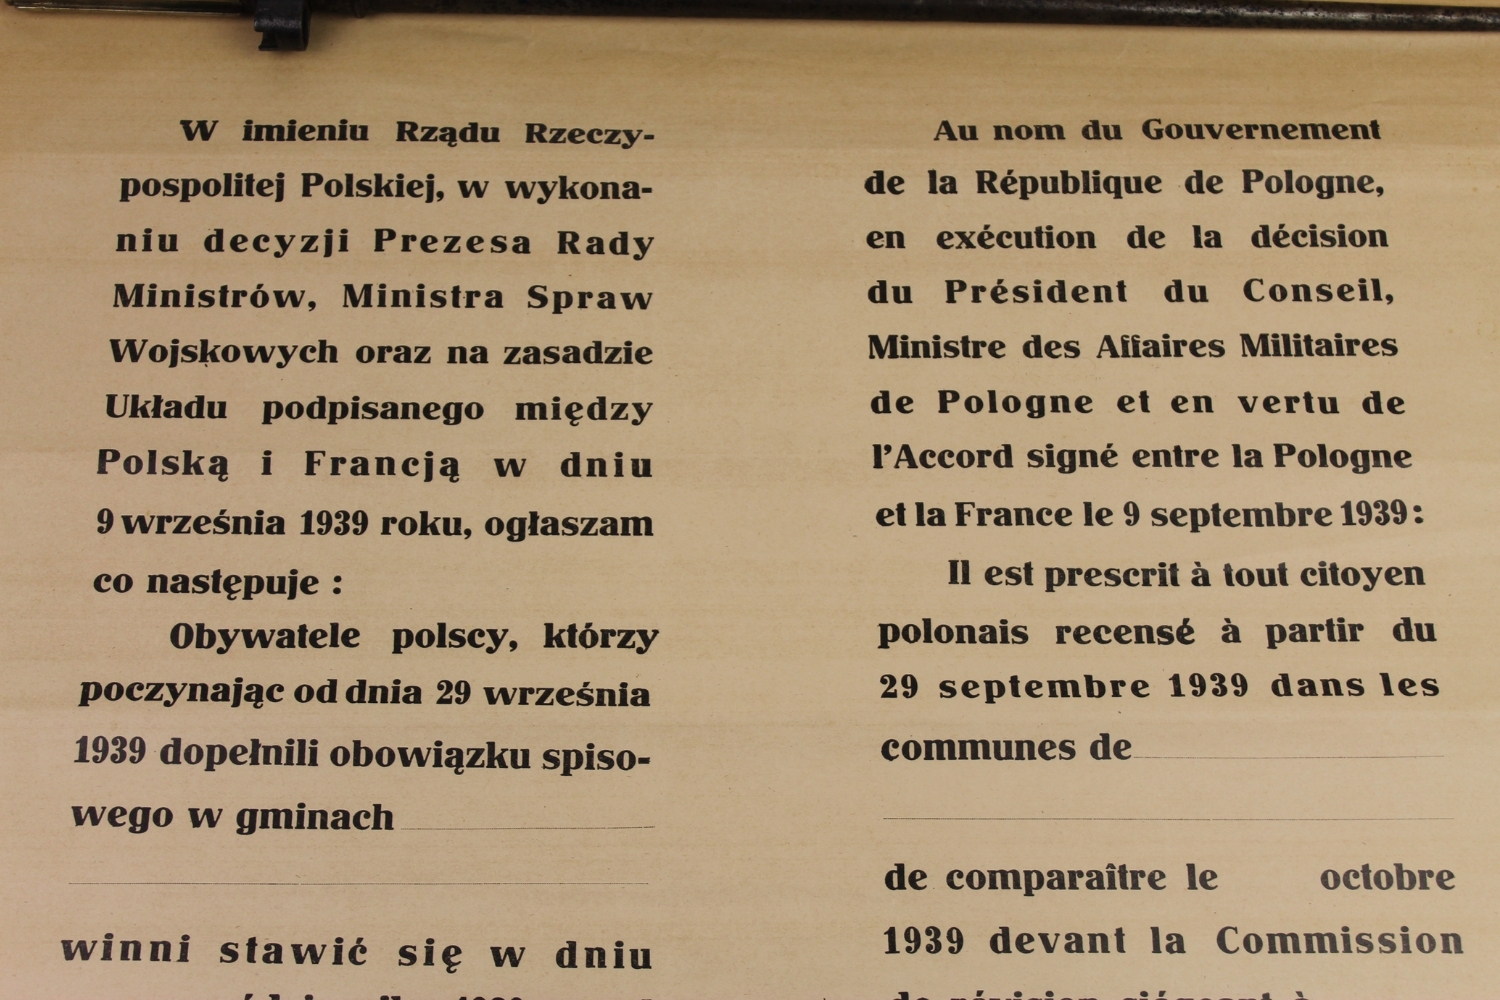 W imieniu Rządu Rzeczy-
pospolitej Polskiej, w wykona-
niu decyzji Prezesa Rady
Ministrów, Ministra Spraw
Wojskowych oraz na zasadzie
Układu podpisanego między
Polską i Francją w dniu
9 września 1939 roku, ogłaszam
co następuje :
Obywatele polscy, którzy
poczynając od dnia 29 września
1939 dopełnili obowiązku spiso-
wego w gminach
winni stawić się w dniu
Au nom du Gouvernement
de la République de Pologne,
en exécution de la décision
du Président du Conseil,
Ministre des Affaires Militaires
de Pologne et en vertu de
l'Accord signé entre la Pologne
et la France le 9 septembre 1939 :
Il est prescrit à tout citoyen
polonais recensé à partir du
29 septembre 1939 dans les
communes de
de comparaître le octobre
1939 devant la Commission
de révision siégeant à